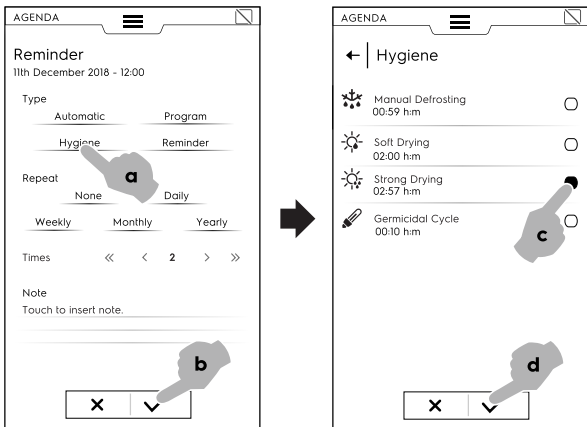 AGENDA
Reminder
11th December 2018 - 12:00
Type
Automatic Program
Hygiene Reminder
a
Repeat
None Daily
Weekly Monthly Yearly
Times << < 2 > >>
Note
Touch to insert note.
b
AGENDA
Hygiene
Manual Defrosting
00:59 h:m
Soft Drying
02:00 h:m
Strong Drying
02:57 h:m
Germicidal Cycle
00:10 h:m
c
d